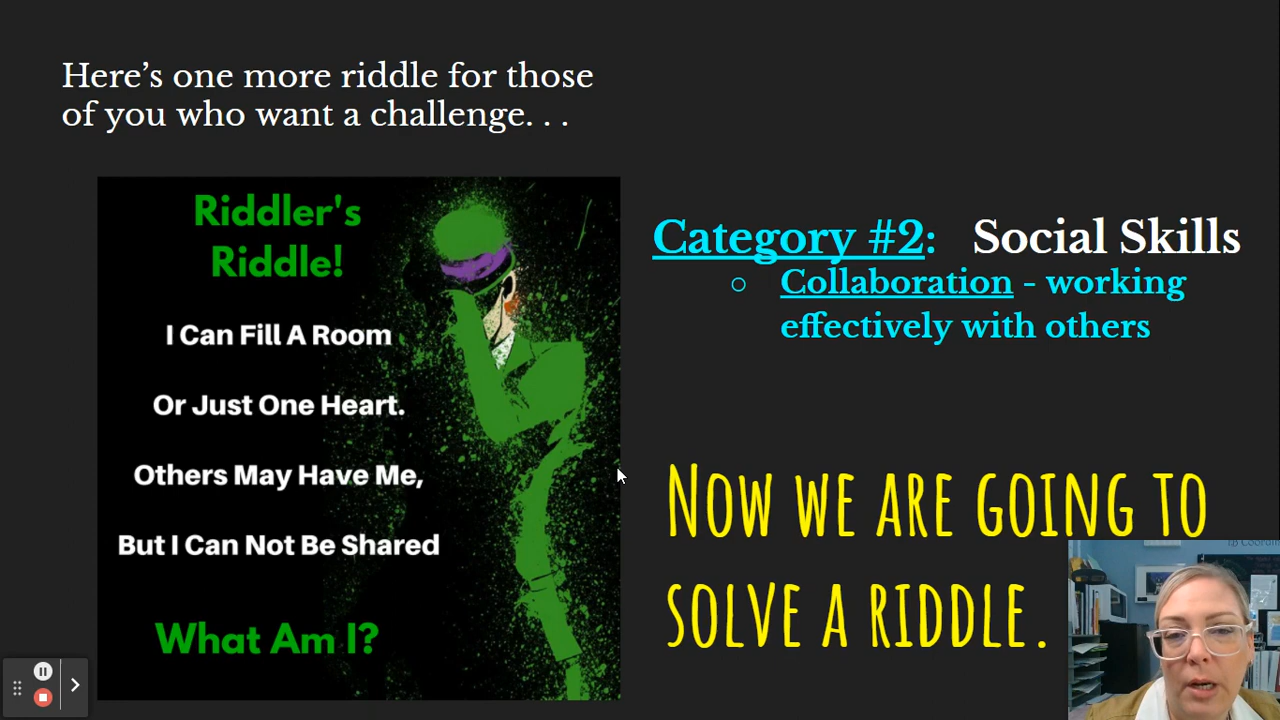 Here's one more riddle for those
of you who want a challenge. . .
Riddler's
Riddle!
I Can Fill A Room
Or Just One Heart.
Others May Have Me,
But I Can Not Be Shared
What Am I?
Category #2: Social Skills
○ Collaboration - working
effectively with others
Now we are going to
solve a riddle.